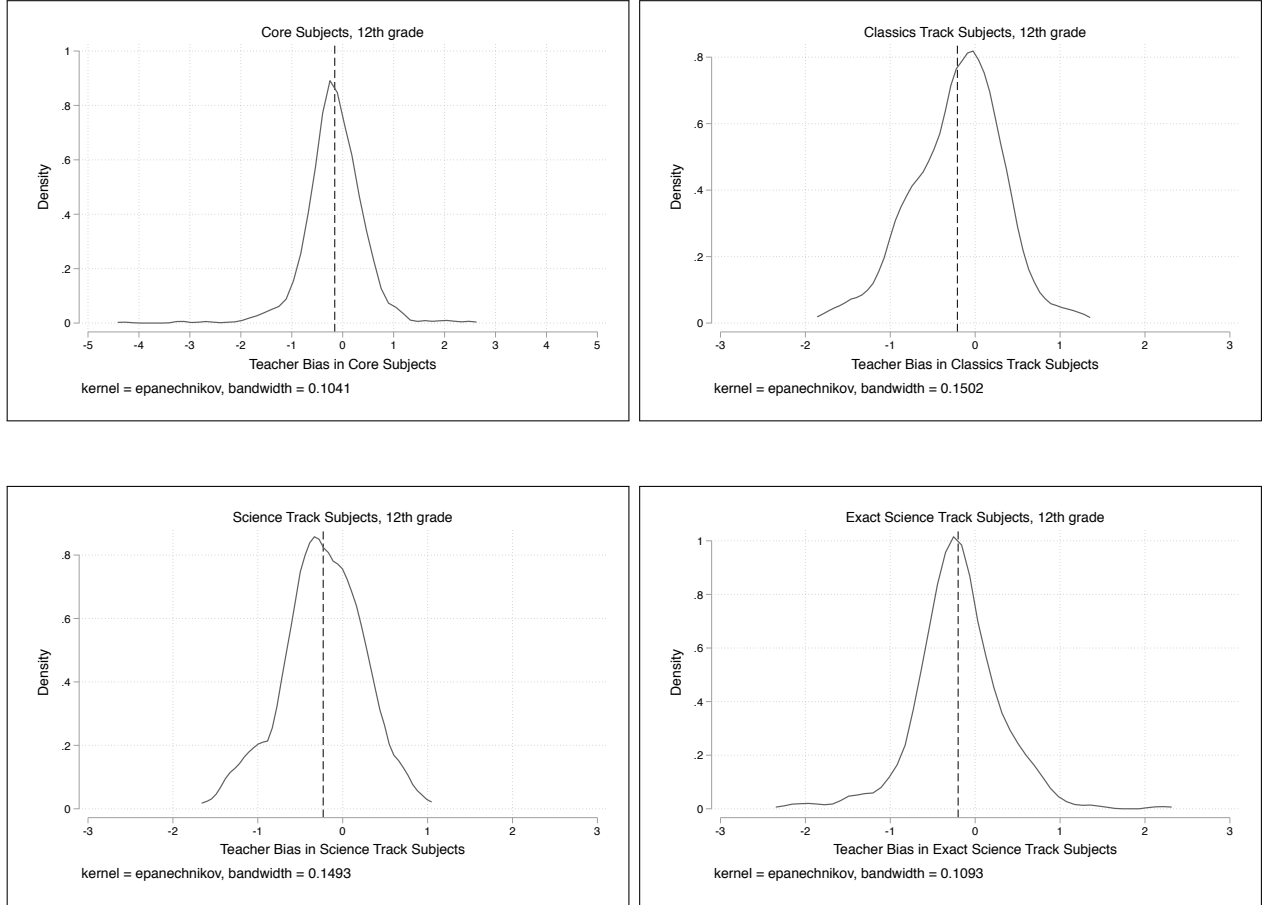 Core Subjects, 12th grade
1
.8
.6
.4
.2
0
Density
-5 -4 -3 -2 -1 0 1 2 3 4 5
Teacher Bias in Core Subjects
kernel = epanechnikov, bandwidth = 0.1041
Classics Track Subjects, 12th grade
.8
.6
.4
.2
0
Density
-3 -2 -1 0 1 2 3
Teacher Bias in Classics Track Subjects
kernel = epanechnikov, bandwidth = 0.1502
Science Track Subjects, 12th grade
.8
.6
.4
.2
0
Density
-3 -2 -1 0 1 2 3
Teacher Bias in Science Track Subjects
kernel = epanechnikov, bandwidth = 0.1493
Exact Science Track Subjects, 12th grade
1
.8
.6
.4
.2
0
Density
-3 -2 -1 0 1 2 3
Teacher Bias in Exact Science Track Subjects
kernel = epanechnikov, bandwidth = 0.1093